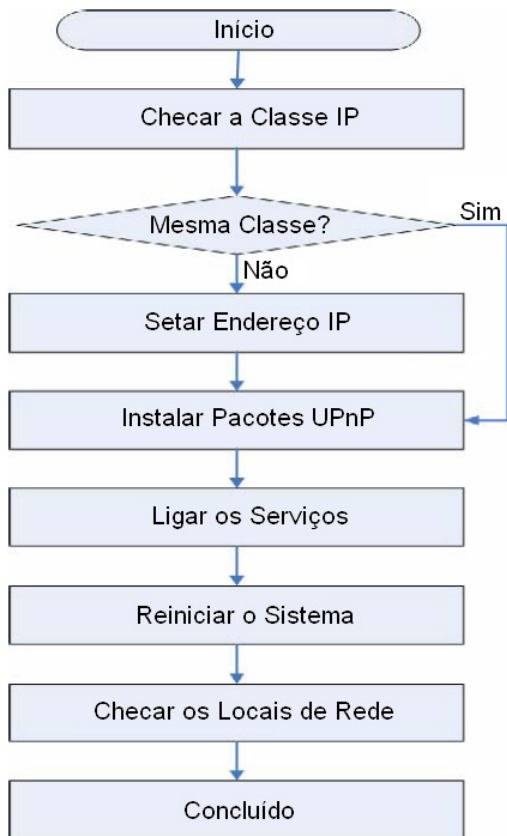 Início
Checar a Classe IP
Mesma Classe?
Sim
Não
Setar Endereço IP
Instalar Pacotes UPnP
Ligar os Serviços
Reiniciar o Sistema
Checar os Locais de Rede
Concluído